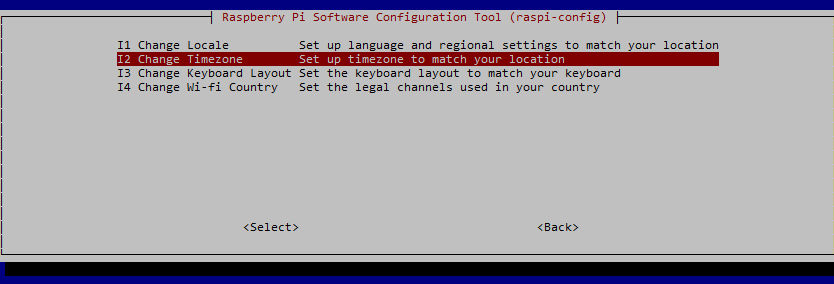 Raspberry Pi Software Configuration Tool (raspi-config)
I1 Change Locale Set up language and regional settings to match your location
I2 Change Timezone Set up timezone to match your location
I3 Change Keyboard Layout Set the keyboard layout to match your keyboard
I4 Change Wi-fi Country Set the legal channels used in your country
<Select> <Back>